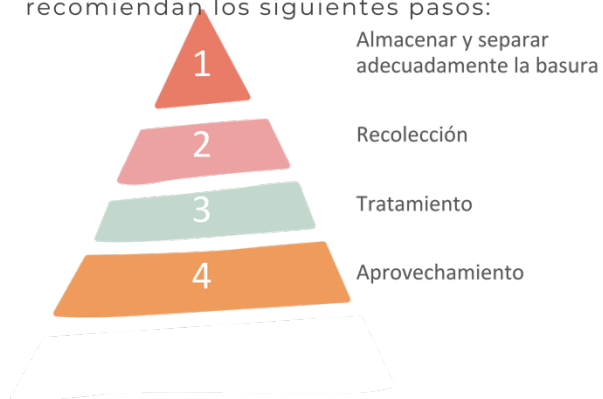 recomiendan los siguientes pasos:
1
Almacenar y separar
adecuadamente la basura
2
Recolección
3
Tratamiento
4
Aprovechamiento